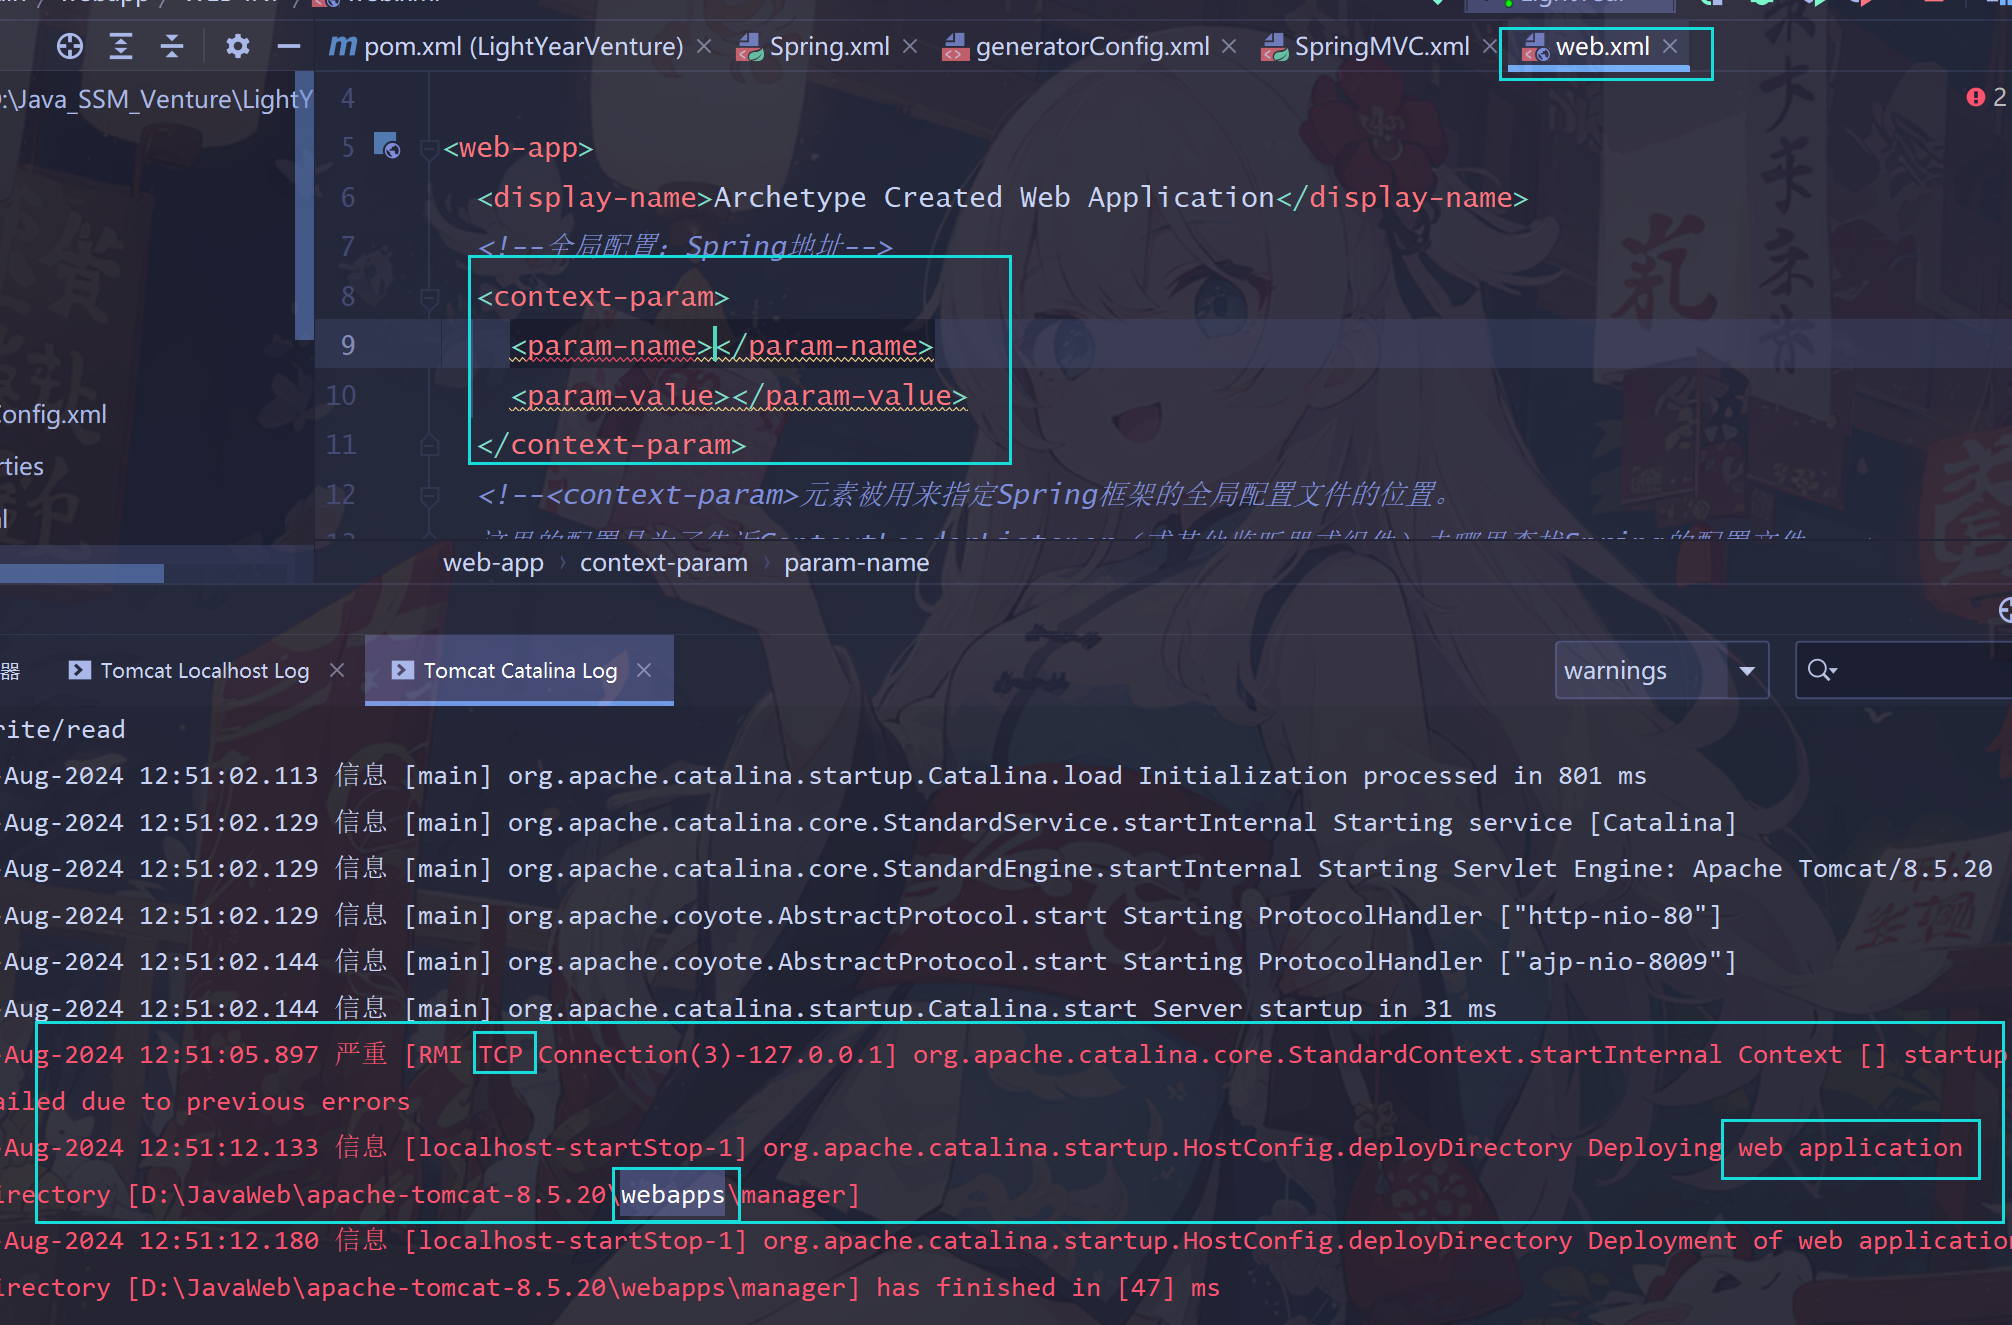 pom.xml (LightYearVenture) Spring.xml generatorConfig.xml SpringMVC.xml web.xml
:\Java_SSM_Venture\LightY
2
4
5 <web-app>
6 <display-name>Archetype Created Web Application</display-name>
7 <!--全局配置：Spring地址-->
8 <context-param>
9 <param-name></param-name>
10 <param-value></param-value>
11 </context-param>
12 <!--<context-param>元素被用来指定Spring框架的全局配置文件的位置。
onfig.xml
rties
l
web-app › context-param › param-name
器 Tomcat Localhost Log Tomcat Catalina Log warnings
rite/read
-Aug-2024 12:51:02.113 信息 [main] org.apache.catalina.startup.Catalina.load Initialization processed in 801 ms
-Aug-2024 12:51:02.129 信息 [main] org.apache.catalina.core.StandardService.startInternal Starting service [Catalina]
-Aug-2024 12:51:02.129 信息 [main] org.apache.catalina.core.StandardEngine.startInternal Starting Servlet Engine: Apache Tomcat/8.5.20
-Aug-2024 12:51:02.129 信息 [main] org.apache.coyote.AbstractProtocol.start Starting ProtocolHandler ["http-nio-80"]
-Aug-2024 12:51:02.144 信息 [main] org.apache.coyote.AbstractProtocol.start Starting ProtocolHandler ["ajp-nio-8009"]
-Aug-2024 12:51:02.144 信息 [main] org.apache.catalina.startup.Catalina.start Server startup in 31 ms
-Aug-2024 12:51:05.897 严重 [RMI TCP Connection(3)-127.0.0.1] org.apache.catalina.core.StandardContext.startInternal Context [] startup
ailed due to previous errors
-Aug-2024 12:51:12.133 信息 [localhost-startStop-1] org.apache.catalina.startup.HostConfig.deployDirectory Deploying web application
irectory [D:\JavaWeb\apache-tomcat-8.5.20\webapps\manager]
-Aug-2024 12:51:12.180 信息 [localhost-startStop-1] org.apache.catalina.startup.HostConfig.deployDirectory Deployment of web application
irectory [D:\JavaWeb\apache-tomcat-8.5.20\webapps\manager] has finished in [47] ms